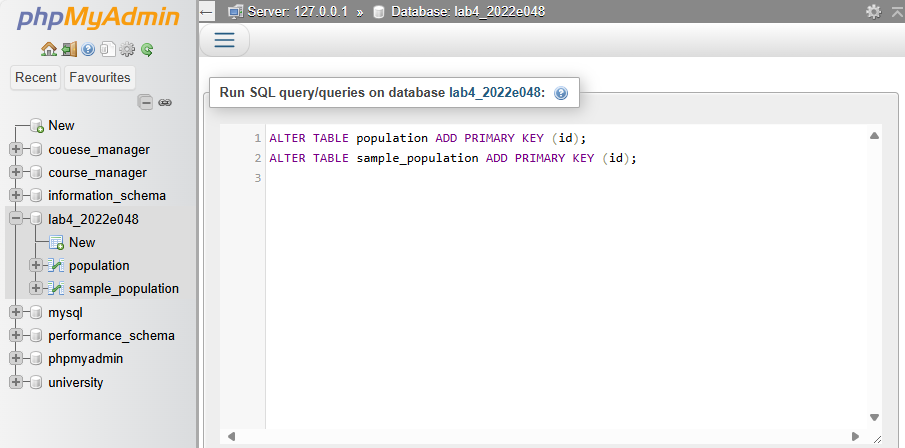 phpMyAdmin
Recent Favourites
New
couese_manager
course_manager
information_schema
lab4_2022e048
New
population
sample_population
mysql
performance_schema
phpmyadmin
university
Server: 127.0.0.1 » Database: lab4_2022e048
Run SQL query/queries on database lab4_2022e048:
1 ALTER TABLE population ADD PRIMARY KEY (id);
2 ALTER TABLE sample_population ADD PRIMARY KEY (id);
3